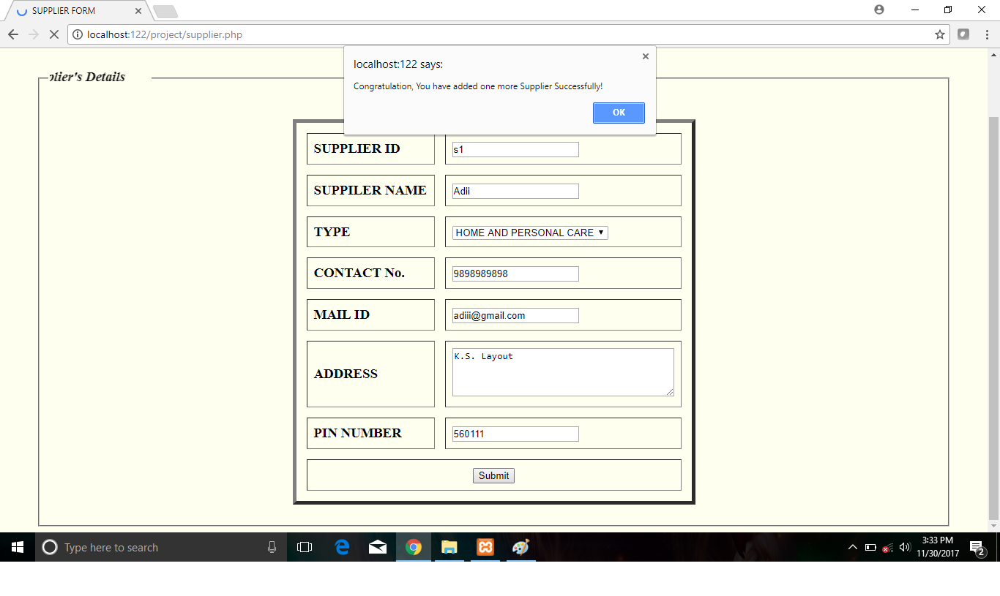 SUPPLIER FORM
localhost:122/project/supplier.php
localhost:122 says:
Congratulation, You have added one more Supplier Successfully!
OK
plier's Details
SUPPLIER ID s1
SUPPILER NAME Adii
TYPE HOME AND PERSONAL CARE
CONTACT No. 9898989898
MAIL ID adiii@gmail.com
ADDRESS K.S. Layout
PIN NUMBER 560111
Submit
Type here to search
3:33 PM
11/30/2017
2